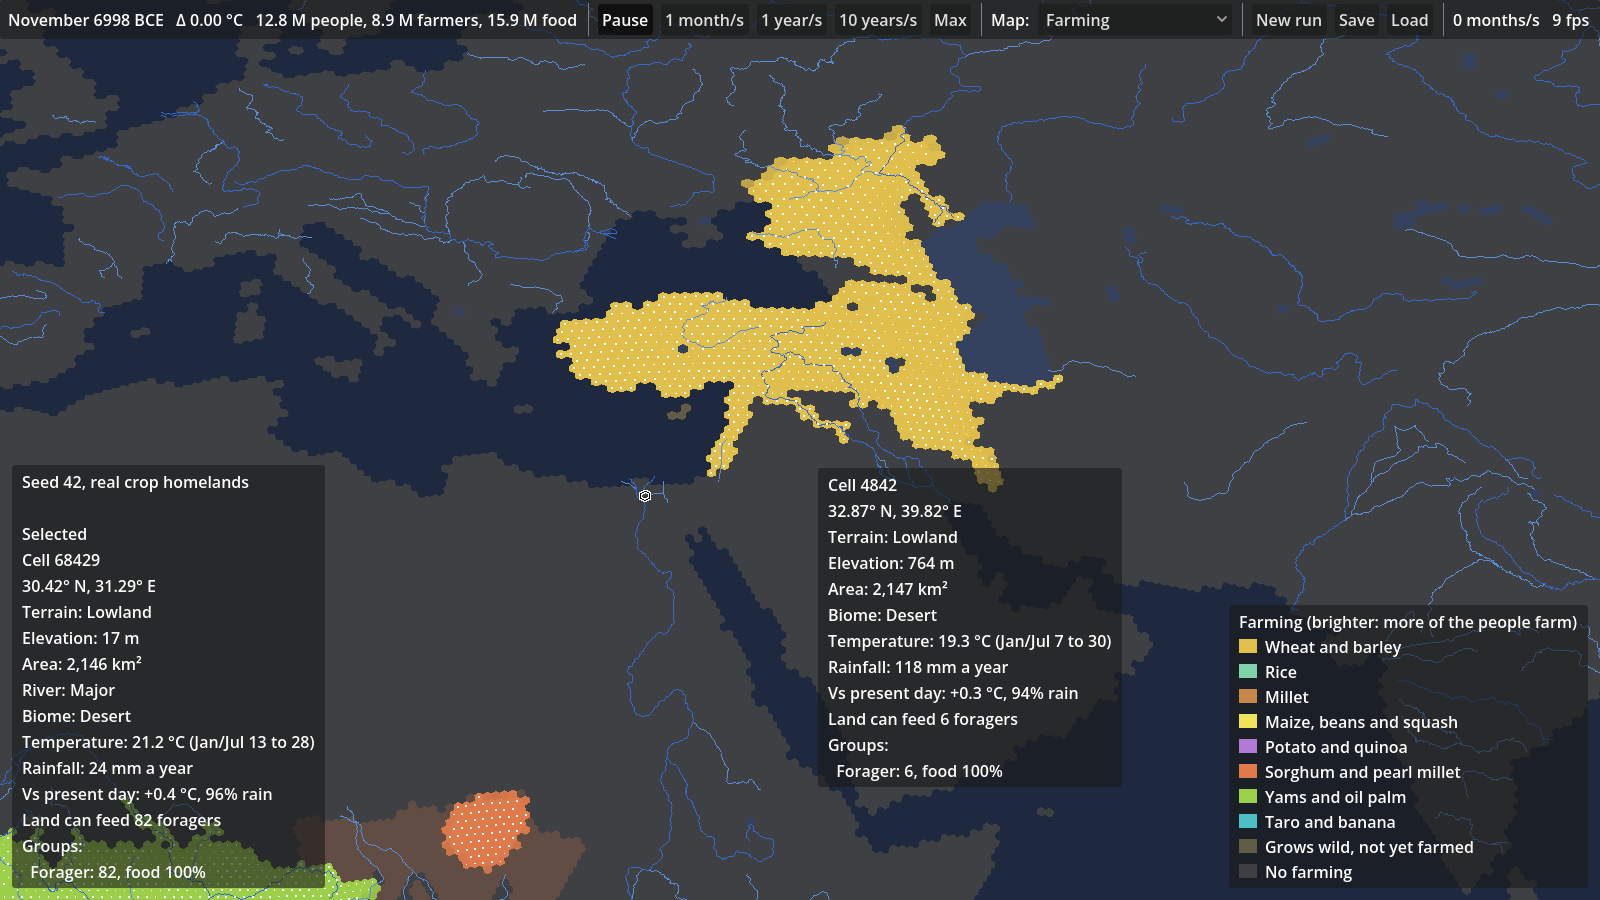 November 6998 BCE Δ 0.00 °C 12.8 M people, 8.9 M farmers, 15.9 M food Pause 1 month/s 1 year/s 10 years/s Max Map: Farming New run Save Load 0 months/s 9 fps
Seed 42, real crop homelands
Selected
Cell 68429
30.42° N, 31.29° E
Terrain: Lowland
Elevation: 17 m
Area: 2,146 km²
River: Major
Biome: Desert
Temperature: 21.2 °C (Jan/Jul 13 to 28)
Rainfall: 24 mm a year
Vs present day: +0.4 °C, 96% rain
Land can feed 82 foragers
Groups:
Forager: 82, food 100%
Cell 4842
32.87° N, 39.82° E
Terrain: Lowland
Elevation: 764 m
Area: 2,147 km²
Biome: Desert
Temperature: 19.3 °C (Jan/Jul 7 to 30)
Rainfall: 118 mm a year
Vs present day: +0.3 °C, 94% rain
Land can feed 6 foragers
Groups:
Forager: 6, food 100%
Farming (brighter: more of the people farm)
Wheat and barley
Rice
Millet
Maize, beans and squash
Potato and quinoa
Sorghum and pearl millet
Yams and oil palm
Taro and banana
Grows wild, not yet farmed
No farming